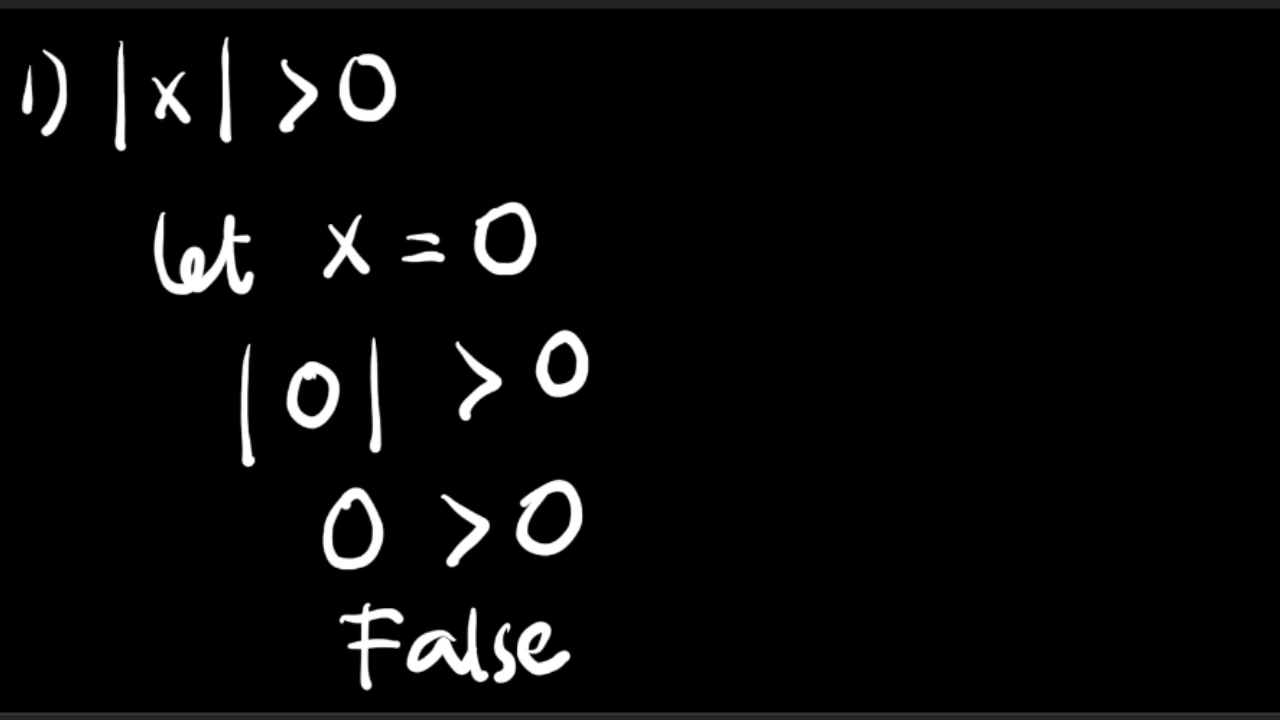 1) |x| >0
let x = 0
|0| >0
0 >0
False